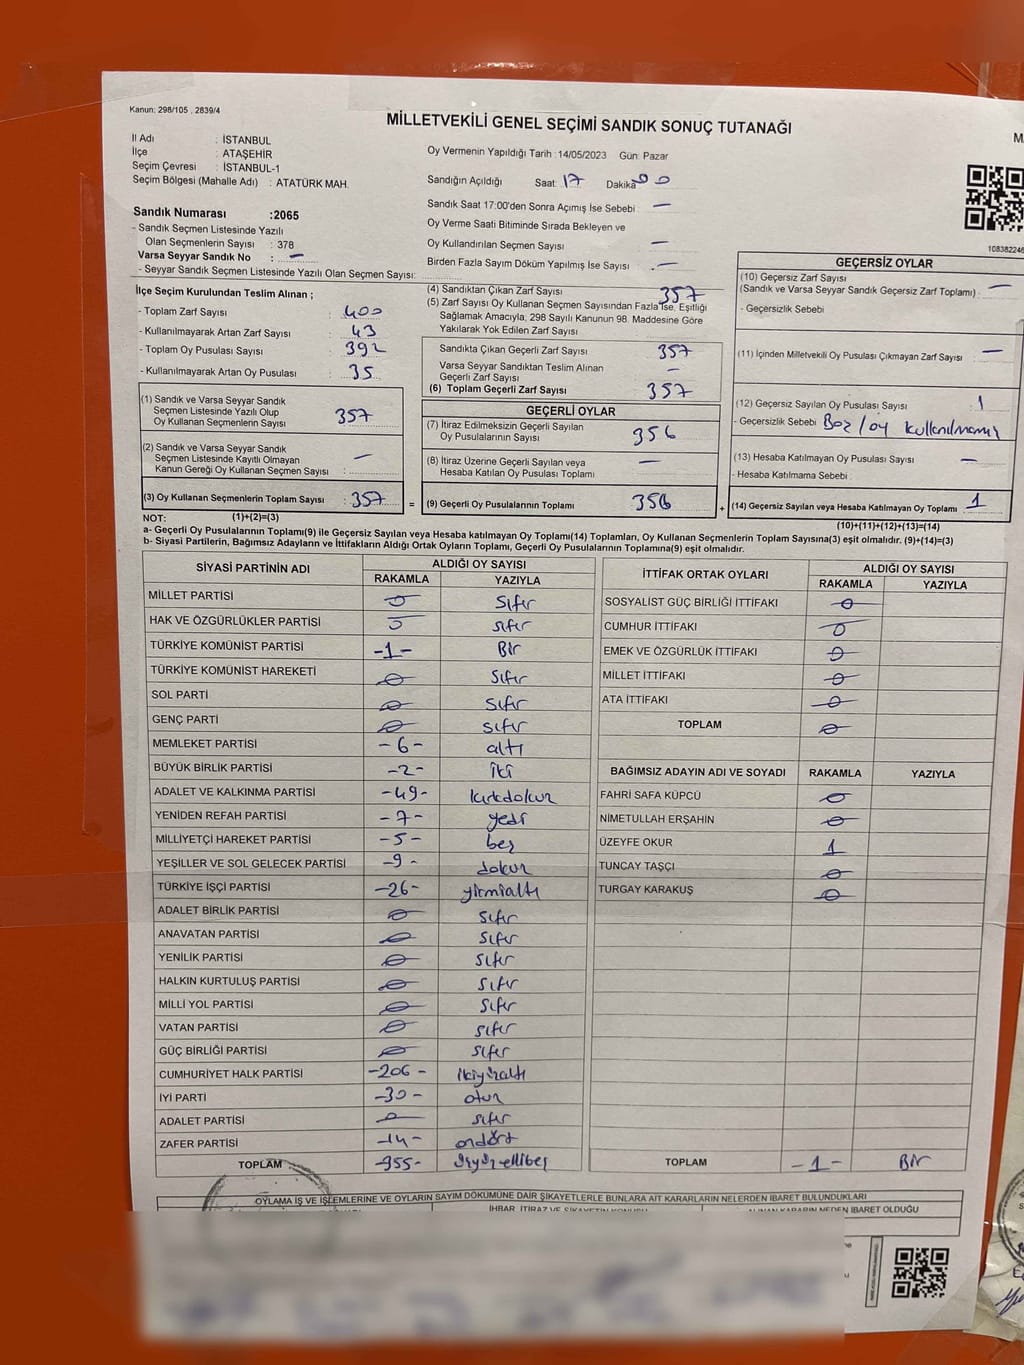 Kanun: 298/105 , 2839/4
MİLLETVEKİLİ GENEL SEÇİMİ SANDIK SONUÇ TUTANAĞI
İl Adı : İSTANBUL
İlçe : ATAŞEHİR
Seçim Çevresi : İSTANBUL-1
Seçim Bölgesi (Mahalle Adı) : ATATÜRK MAH.
Sandık Numarası :2065
- Sandık Seçmen Listesinde Yazılı
Olan Seçmenlerin Sayısı : 378
Varsa Seyyar Sandık No : —
- Seyyar Sandık Seçmen Listesinde Yazılı Olan Seçmen Sayısı:
Oy Vermenin Yapıldığı Tarih :14/05/2023 Gün: Pazar
Sandığın Açıldığı Saat: 17 Dakika 00
Sandık Saat 17:00'den Sonra Açımış İse Sebebi —
Oy Verme Saati Bitiminde Sırada Bekleyen ve
Oy Kullandırılan Seçmen Sayısı —
Birden Fazla Sayım Döküm Yapılmış İse Sayısı —
108382246
İlçe Seçim Kurulundan Teslim Alınan ;
- Toplam Zarf Sayısı : 400
- Kullanılmayarak Artan Zarf Sayısı : 43
- Toplam Oy Pusulası Sayısı : 392
- Kullanılmayarak Artan Oy Pusulası : 35
(1) Sandık ve Varsa Seyyar Sandık
Seçmen Listesinde Yazılı Olup
Oy Kullanan Seçmenlerin Sayısı : 357
(2) Sandık ve Varsa Seyyar Sandık
Seçmen Listesinde Kayıtlı Olmayan
Kanun Gereği Oy Kullanan Seçmen Sayısı : —
(3) Oy Kullanan Seçmenlerin Toplam Sayısı : 357
(1)+(2)=(3)
(4) Sandıktan Çıkan Zarf Sayısı 357
(5) Zarf Sayısı Oy Kullanan Seçmen Sayısından Fazla İse, Eşitliği
Sağlamak Amacıyla, 298 Sayılı Kanunun 98. Maddesine Göre
Yakılarak Yok Edilen Zarf Sayısı
Sandıkta Çıkan Geçerli Zarf Sayısı 357
Varsa Seyyar Sandıktan Teslim Alınan
Geçerli Zarf Sayısı —
(6) Toplam Geçerli Zarf Sayısı 357
GEÇERLİ OYLAR
(7) İtiraz Edilmeksizin Geçerli Sayılan
Oy Pusulalarının Sayısı 356
(8) İtiraz Üzerine Geçerli Sayılan veya
Hesaba Katılan Oy Pusulası Toplamı —
= (9) Geçerli Oy Pusulalarının Toplamı 356
GEÇERSİZ OYLAR
(10) Geçersiz Zarf Sayısı
(Sandık ve Varsa Seyyar Sandık Geçersiz Zarf Toplamı) —
- Geçersizlik Sebebi
(11) İçinden Milletvekili Oy Pusulası Çıkmayan Zarf Sayısı —
(12) Geçersiz Sayılan Oy Pusulası Sayısı : 1
- Geçersizlik Sebebi Boş/oy kullanılmamış
(13) Hesaba Katılmayan Oy Pusulası Sayısı —
- Hesaba Katılmama Sebebi :
+ (14) Geçersiz Sayılan veya Hesaba Katılmayan Oy Toplamı 1
(10)+(11)+(12)+(13)=(14)
NOT:
a- Geçerli Oy Pusulalarının Toplamı(9) ile Geçersiz Sayılan veya Hesaba katılmayan Oy Toplamı(14) Toplamları, Oy Kullanan Seçmenlerin Toplam Sayısına(3) eşit olmalıdır. (9)+(14)=(3)
b- Siyasi Partilerin, Bağımsız Adayların ve İttifakların Aldığı Ortak Oyların Toplamı, Geçerli Oy Pusulalarının Toplamına(9) eşit olmalıdır.
SİYASİ PARTİNİN ADI ALDIĞI OY SAYISI
RAKAMLA YAZIYLA
MİLLET PARTİSİ 0 Sıfır
HAK VE ÖZGÜRLÜKLER PARTİSİ 0 sıfır
TÜRKİYE KOMÜNİST PARTİSİ -1- Bir
TÜRKİYE KOMÜNİST HAREKETİ 0 Sıfır
SOL PARTİ 0 sıfır
GENÇ PARTİ 0 sıfır
MEMLEKET PARTİSİ -6- altı
BÜYÜK BİRLİK PARTİSİ -2- iki
ADALET VE KALKINMA PARTİSİ -49- kırkdokuz
YENİDEN REFAH PARTİSİ -7- yedi
MİLLİYETÇİ HAREKET PARTİSİ -5- beş
YEŞİLLER VE SOL GELECEK PARTİSİ -9- dokuz
TÜRKİYE İŞÇİ PARTİSİ -26- yirmialtı
ADALET BİRLİK PARTİSİ 0 sıfır
ANAVATAN PARTİSİ 0 sıfır
YENİLİK PARTİSİ 0 sıfır
HALKIN KURTULUŞ PARTİSİ 0 sıfır
MİLLİ YOL PARTİSİ 0 sıfır
VATAN PARTİSİ 0 sıfır
GÜÇ BİRLİĞİ PARTİSİ 0 sıfır
CUMHURİYET HALK PARTİSİ -206- ikiyüzaltı
İYİ PARTİ -30- otuz
ADALET PARTİSİ 0 sıfır
ZAFER PARTİSİ -14- ondört
TOPLAM -355- üçyüzellibeş
İTTİFAK ORTAK OYLARI ALDIĞI OY SAYISI
RAKAMLA YAZIYLA
SOSYALİST GÜÇ BİRLİĞİ İTTİFAKI 0
CUMHUR İTTİFAKI 0
EMEK VE ÖZGÜRLÜK İTTİFAKI 0
MİLLET İTTİFAKI 0
ATA İTTİFAKI 0
TOPLAM 0
BAĞIMSIZ ADAYIN ADI VE SOYADI RAKAMLA YAZIYLA
FAHRİ SAFA KÜPCÜ 0
NİMETULLAH ERŞAHİN 0
ÜZEYFE OKUR 1
TUNCAY TAŞÇI 0
TURGAY KARAKUŞ 0
TOPLAM -1- Bir
OYLAMA İŞ VE İŞLEMLERİNE VE OYLARIN SAYIM DÖKÜMÜNE DAİR ŞİKAYETLERLE BUNLARA AİT KARARLARIN NELERDEN İBARET BULUNDUKLARI
İHBAR, İTİRAZ VE ŞİKAYETİN KONUSU ALINAN KARARIN NEDEN İBARET OLDUĞU